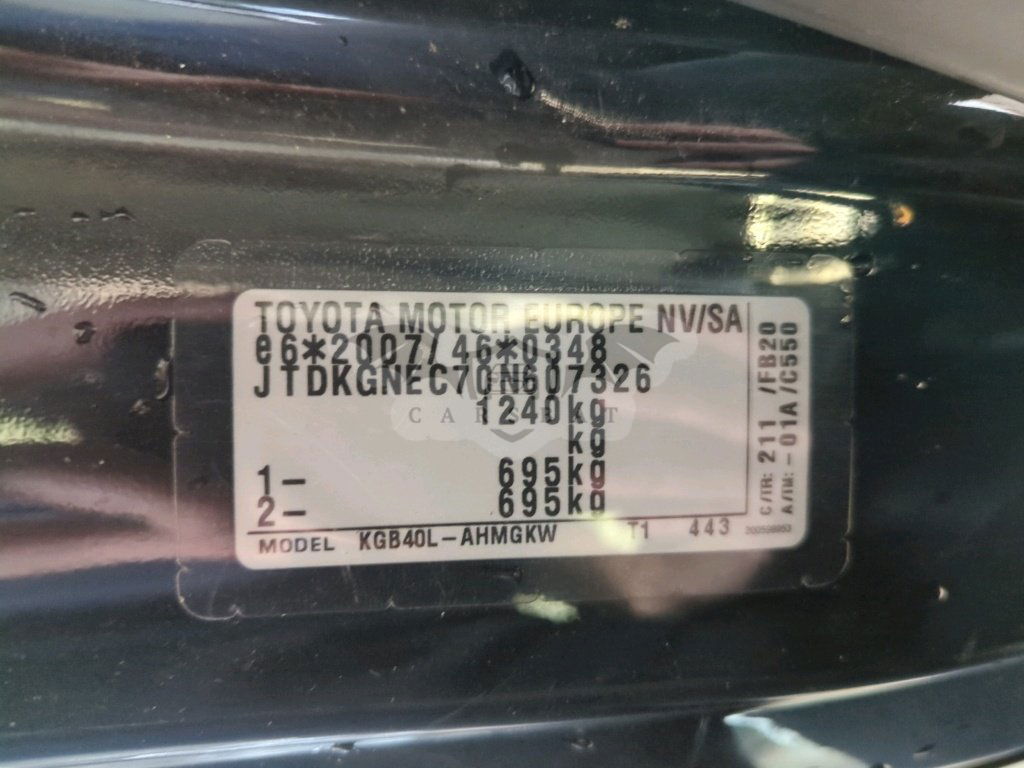 TOYOTA MOTOR EUROPE NV/SA
e6*2007/46*0348
JTDKGNEC70N607326
1240kg
kg
1- 695kg
2- 695kg
MODEL KGB40L-AHMGKW T1 443
C/TR: 211 /FB20
A/TM: -01A /C550